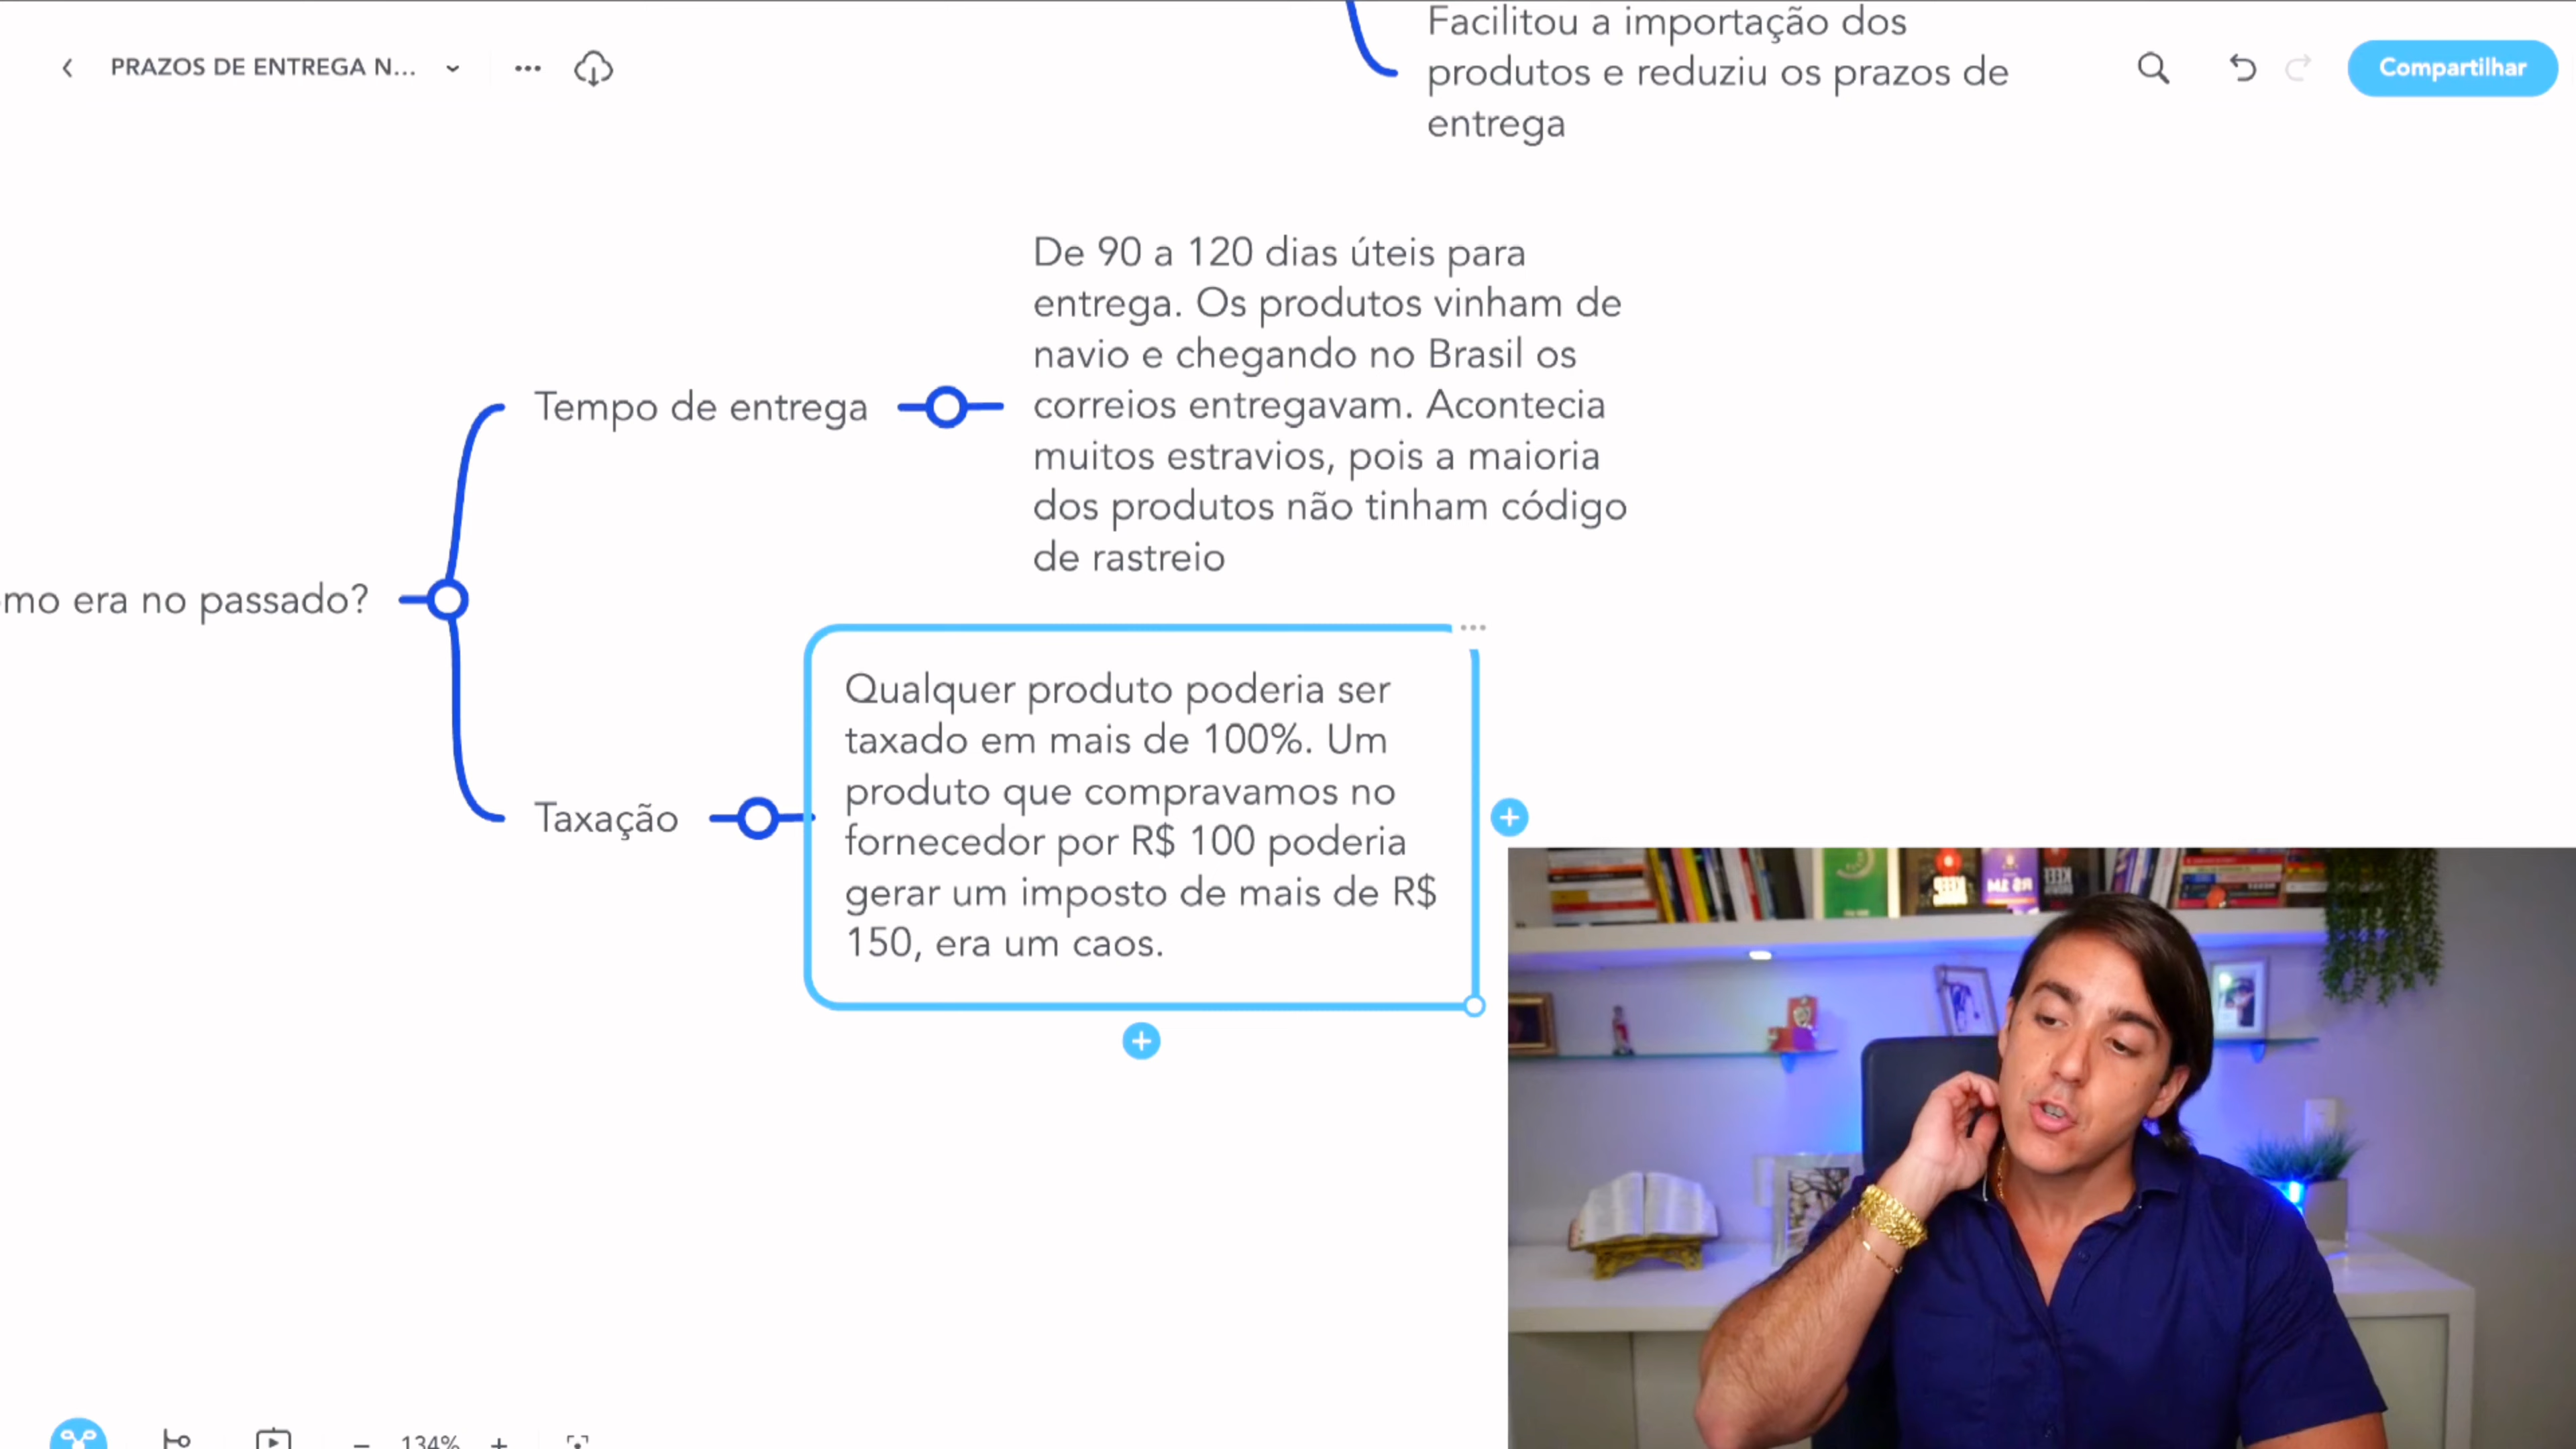 Facilitou a importação dos
produtos e reduziu os prazos de
entrega
PRAZOS DE ENTREGA N...
Compartilhar
De 90 a 120 dias úteis para
entrega. Os produtos vinham de
navio e chegando no Brasil os
correios entregavam. Acontecia
muitos estravios, pois a maioria
dos produtos não tinham código
de rastreio
Tempo de entrega
mo era no passado?
Taxação
Qualquer produto poderia ser
taxado em mais de 100%. Um
produto que compravamos no
fornecedor por R$ 100 poderia
gerar um imposto de mais de R$
150, era um caos.
134%